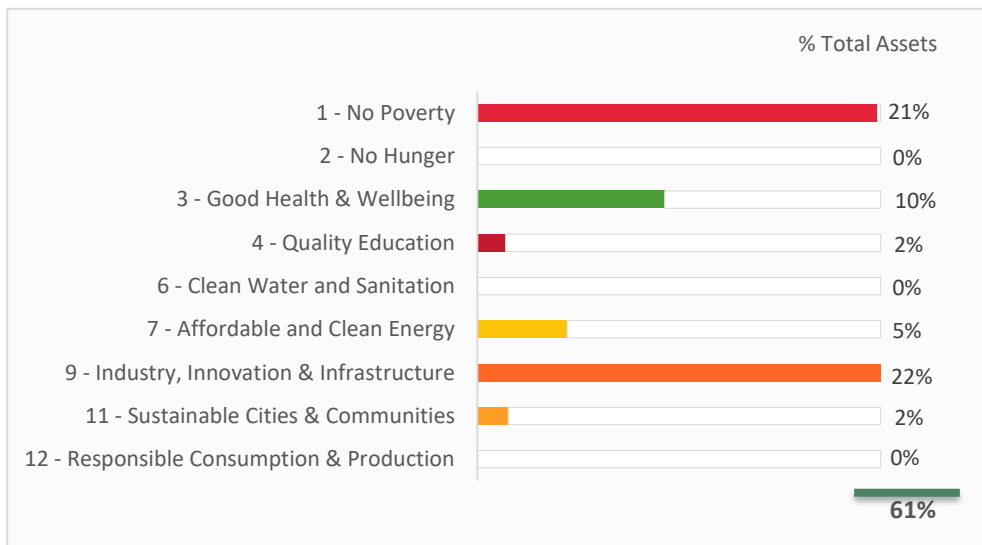 % Total Assets
1 - No Poverty 21%
2 - No Hunger 0%
3 - Good Health & Wellbeing 10%
4 - Quality Education 2%
6 - Clean Water and Sanitation 0%
7 - Affordable and Clean Energy 5%
9 - Industry, Innovation & Infrastructure 22%
11 - Sustainable Cities & Communities 2%
12 - Responsible Consumption & Production 0%
61%